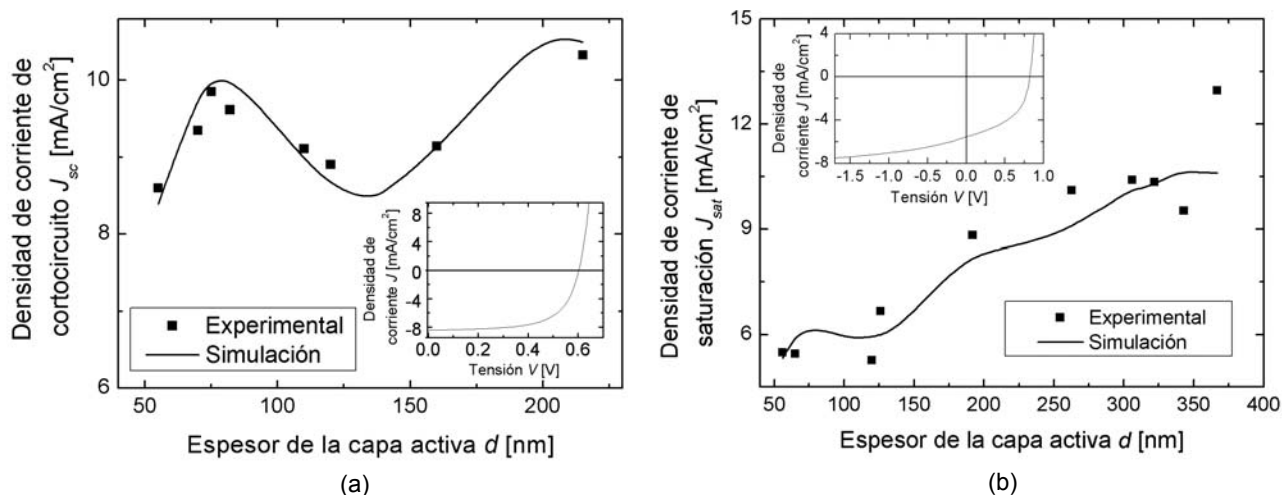 Densidad de corriente de
cortocircuito Jsc [mA/cm²]
10
8
6
50
100
150
200
Espesor de la capa activa d [nm]
Experimental
Simulación
Densidad de
corriente J [mA/cm²]
8
4
0
-4
-8
0.0
0.2
0.4
0.6
Tensión V [V]
(a)
Densidad de corriente de
saturación Jsat [mA/cm²]
15
12
9
6
50
100
150
200
250
300
350
400
Espesor de la capa activa d [nm]
Experimental
Simulación
Densidad de
corriente J [mA/cm²]
4
0
-4
-8
-1.5
-1.0
-0.5
0.0
0.5
1.0
Tensión V [V]
(b)